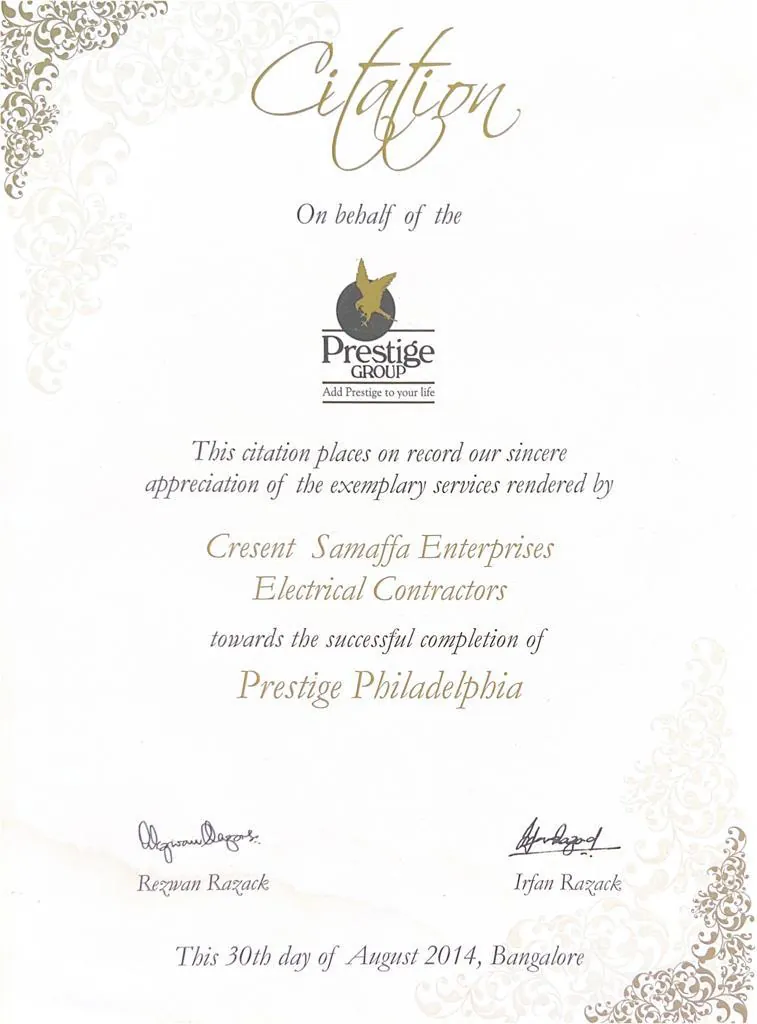 Citation
On behalf of the
Prestige
GROUP
Add Prestige to your life
This citation places on record our sincere
appreciation of the exemplary services rendered by
Cresent Samaffa Enterprises
Electrical Contractors
towards the successful completion of
Prestige Philadelphia
Rezwan Razack
Irfan Razack
This 30th day of August 2014, Bangalore